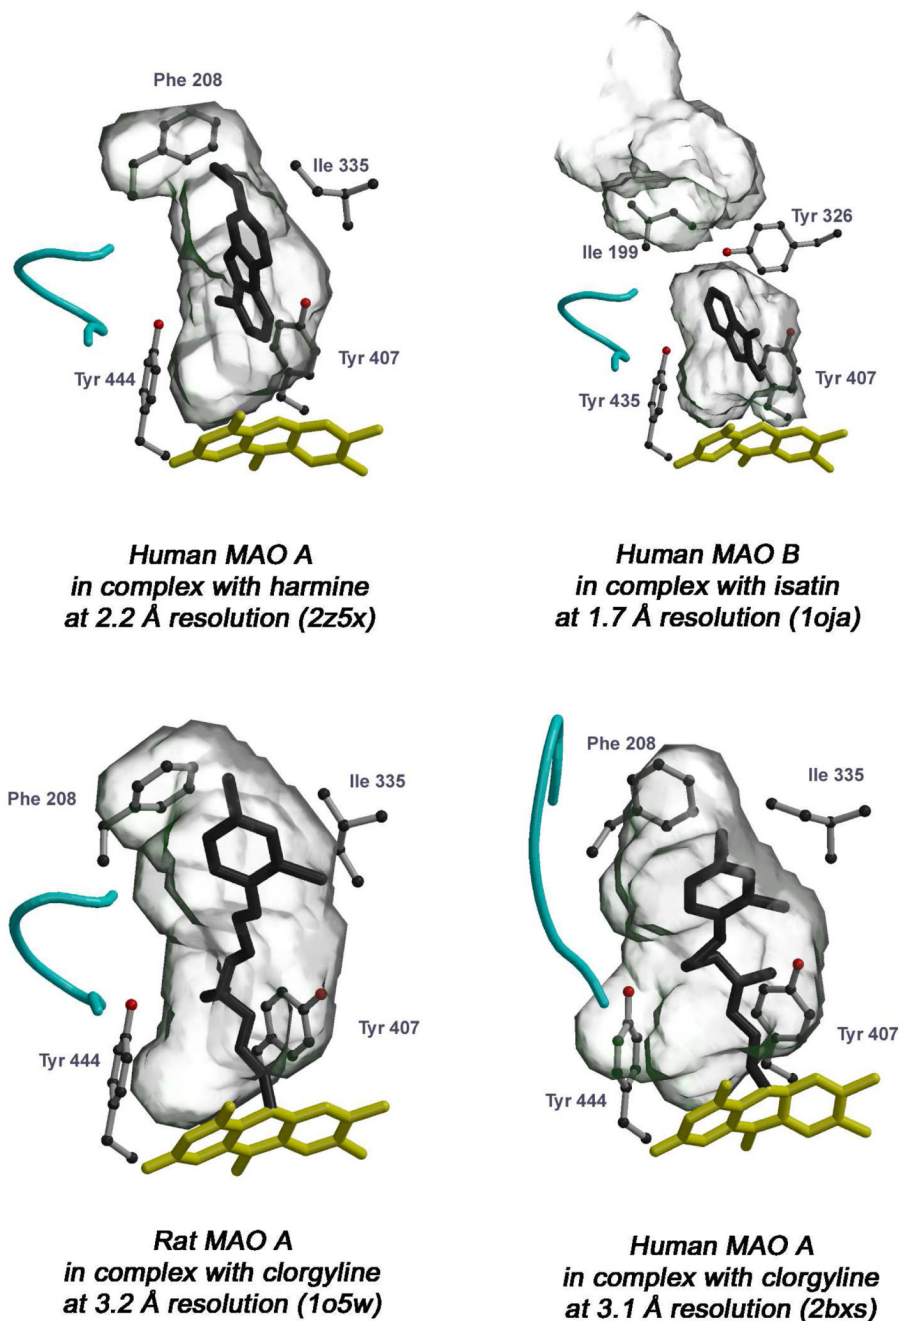 Phe 208
Ile 335
Tyr 444
Tyr 407
Human MAO A
in complex with harmine
at 2.2 Å resolution (2z5x)
Tyr 326
Ile 199
Tyr 435
Tyr 407
Human MAO B
in complex with isatin
at 1.7 Å resolution (1oja)
Phe 208
Ile 335
Tyr 444
Tyr 407
Rat MAO A
in complex with clorgyline
at 3.2 Å resolution (1o5w)
Phe 208
Ile 335
Tyr 444
Tyr 407
Human MAO A
in complex with clorgyline
at 3.1 Å resolution (2bxs)